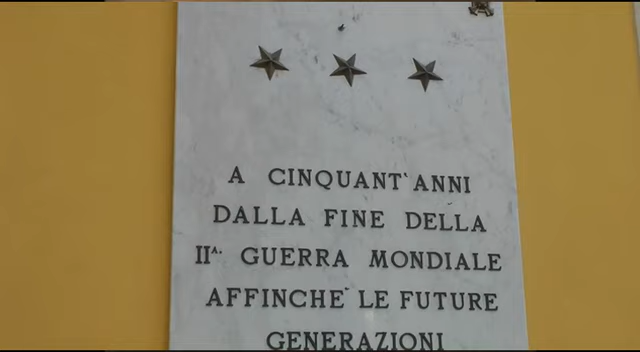 A CINQUANT'ANNI
DALLA FINE DELLA
IIᴬ· GUERRA MONDIALE
AFFINCHE' LE FUTURE
GENERAZIONI